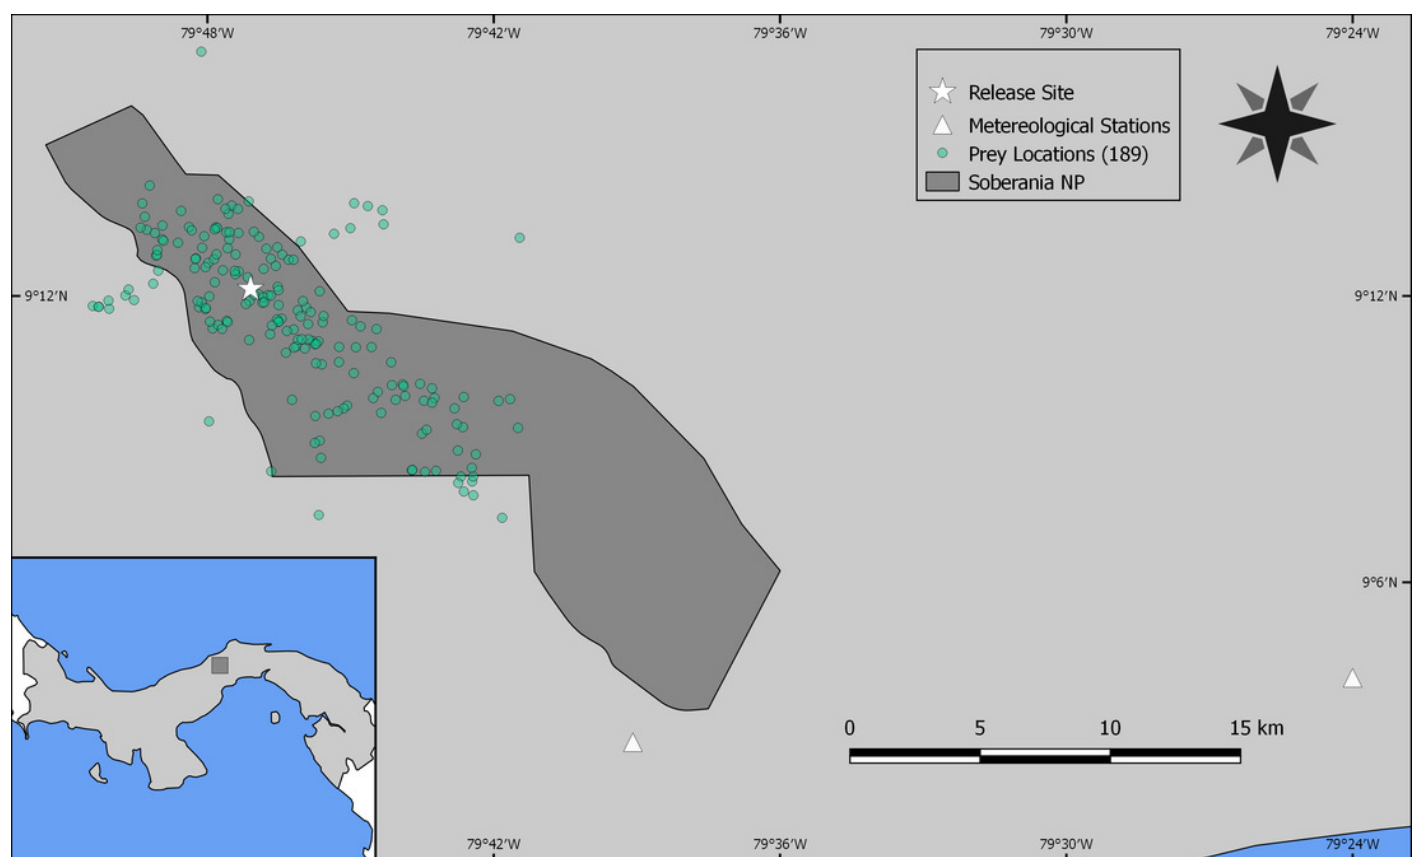 79°48'W 79°42'W 79°36'W 79°30'W 79°24'W
Release Site
Metereological Stations
Prey Locations (189)
Soberania NP
9°12'N 9°12'N
9°6'N
0 5 10 15 km
79°42'W 79°36'W 79°30'W 79°24'W